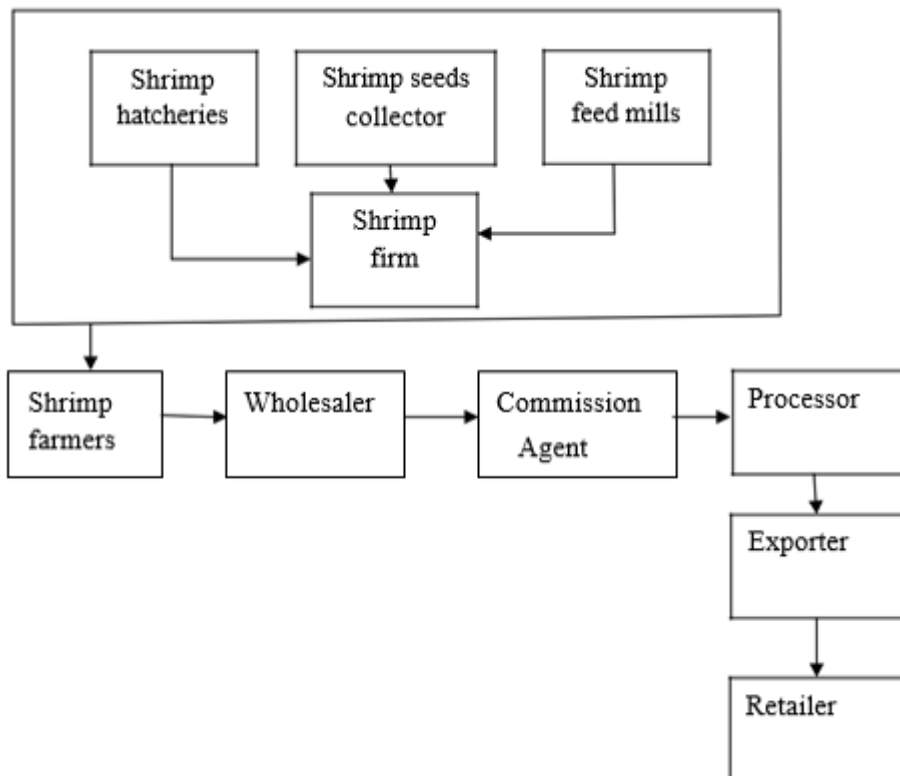 Shrimp
hatcheries
Shrimp seeds
collector
Shrimp
feed mills
Shrimp
firm
Shrimp
farmers
Wholesaler
Commission
Agent
Processor
Exporter
Retailer